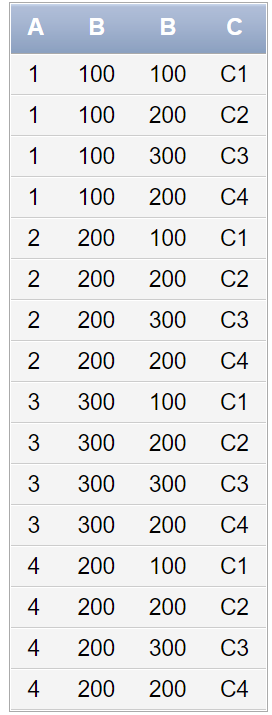 A B B C
1 100 100 C1
1 100 200 C2
1 100 300 C3
1 100 200 C4
2 200 100 C1
2 200 200 C2
2 200 300 C3
2 200 200 C4
3 300 100 C1
3 300 200 C2
3 300 300 C3
3 300 200 C4
4 200 100 C1
4 200 200 C2
4 200 300 C3
4 200 200 C4